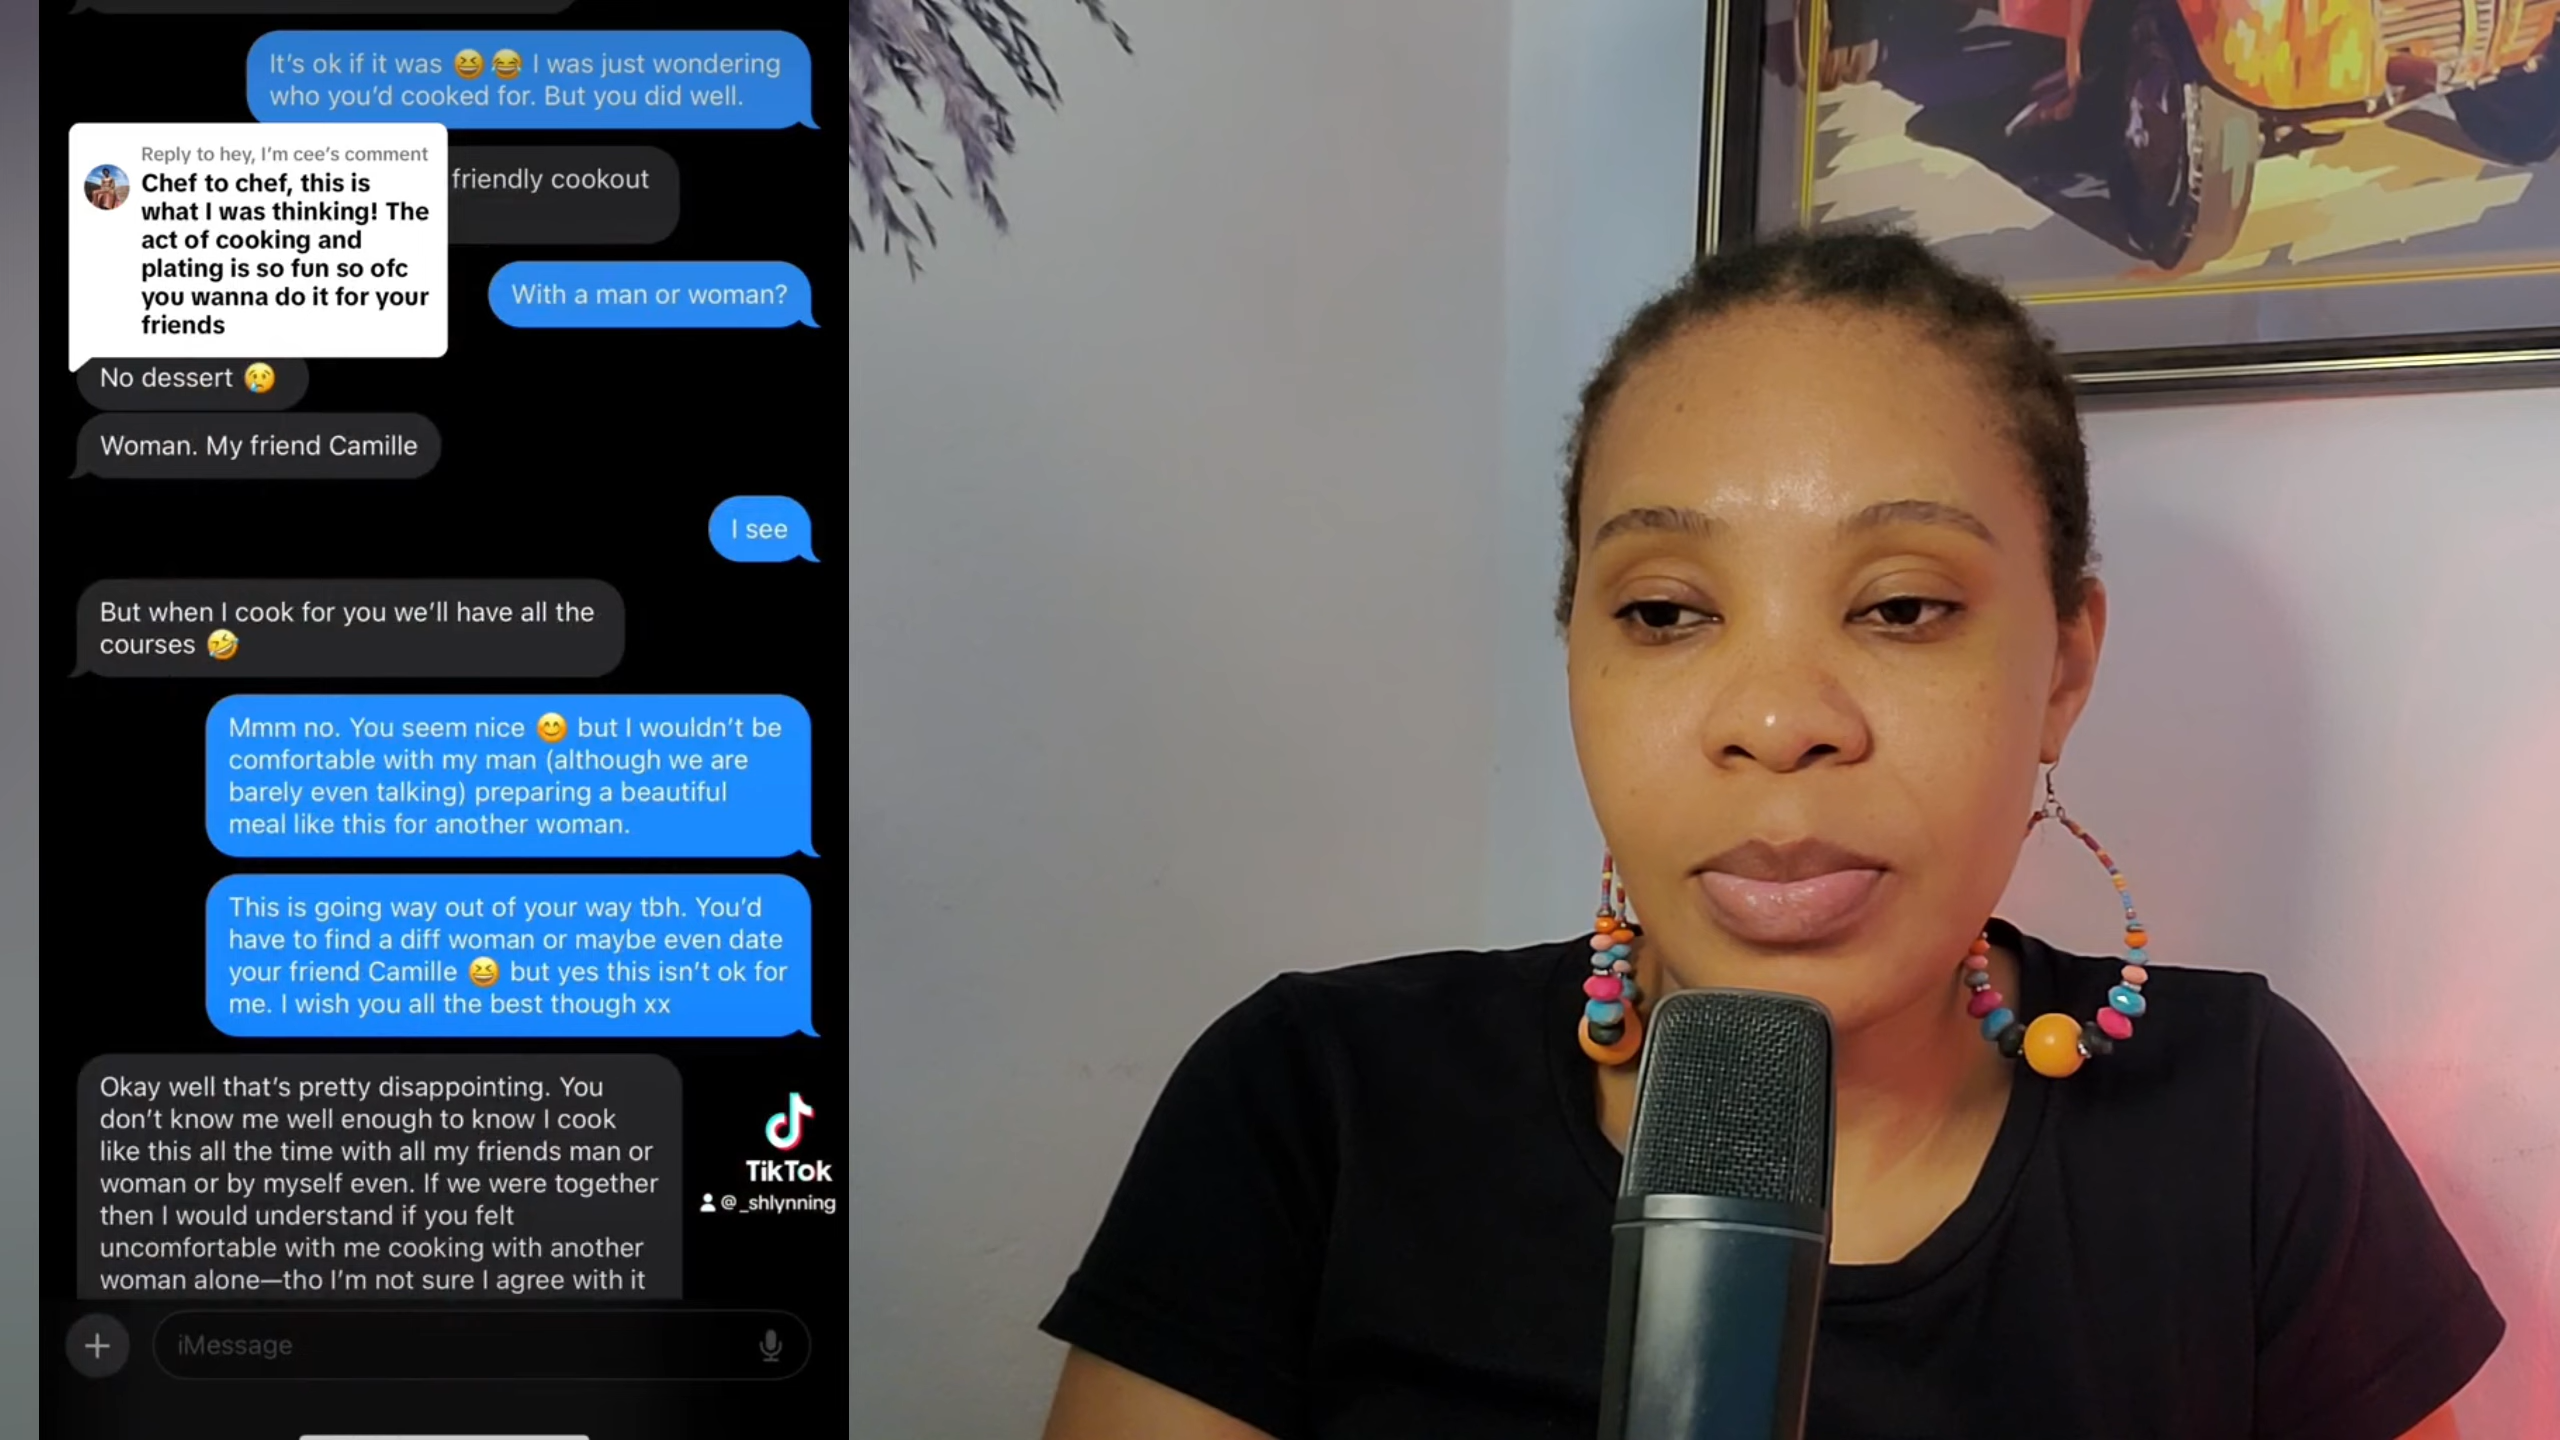 It's ok if it was 😆 😂 I was just wondering
who you'd cooked for. But you did well.
Reply to hey, I'm cee's comment
Chef to chef, this is
what I was thinking! The
act of cooking and
plating is so fun so ofc
you wanna do it for your
friends
friendly cookout
With a man or woman?
No dessert 😢
Woman. My friend Camille
I see
But when I cook for you we'll have all the
courses 🤣
Mmm no. You seem nice 😊 but I wouldn't be
comfortable with my man (although we are
barely even talking) preparing a beautiful
meal like this for another woman.
This is going way out of your way tbh. You'd
have to find a diff woman or maybe even date
your friend Camille 😆 but yes this isn't ok for
me. I wish you all the best though xx
Okay well that's pretty disappointing. You
don't know me well enough to know I cook
like this all the time with all my friends man or
woman or by myself even. If we were together
then I would understand if you felt
uncomfortable with me cooking with another
woman alone—tho I'm not sure I agree with it
TikTok
@_shlynning
iMessage